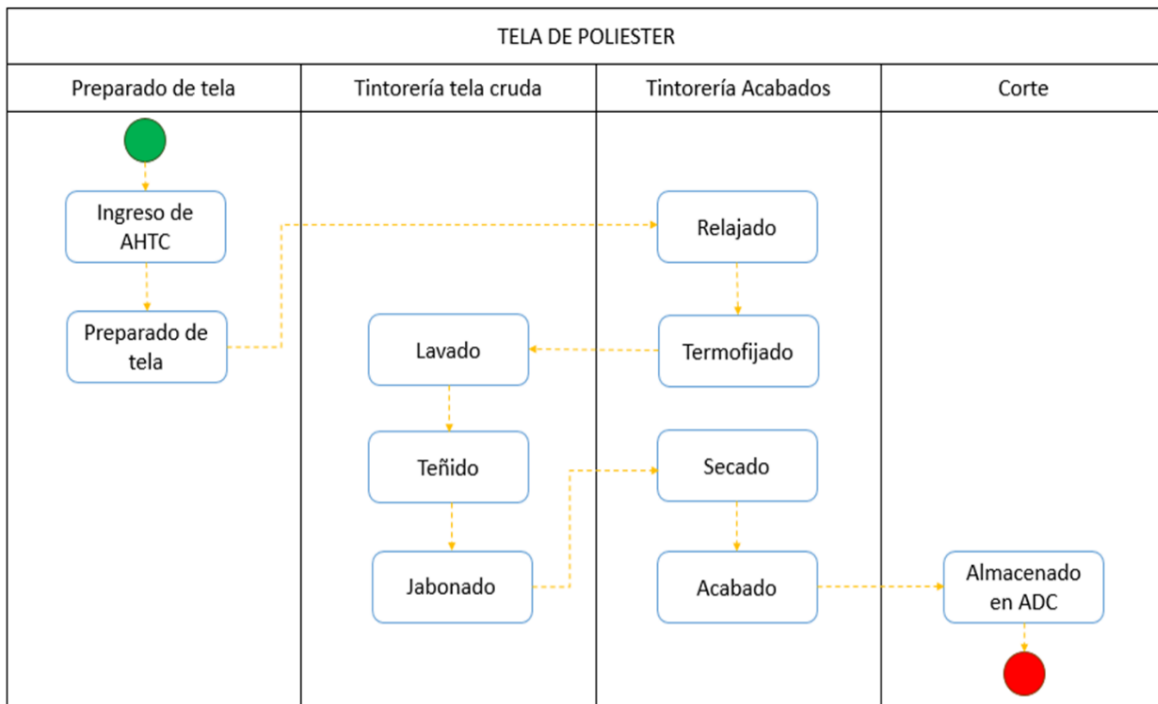 TELA DE POLIESTER
Preparado de tela
Tintorería tela cruda
Tintorería Acabados
Corte
Ingreso de
AHTC
Preparado de
tela
Relajado
Termofijado
Lavado
Teñido
Jabonado
Secado
Acabado
Almacenado
en ADC